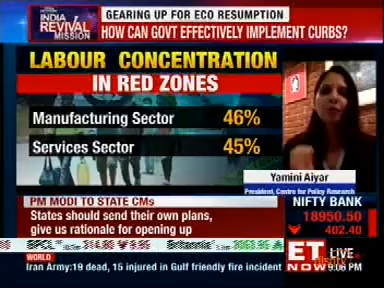 INDIA
REVIVAL
MISSION
GEARING UP FOR ECO RESUMPTION
HOW CAN GOVT EFFECTIVELY IMPLEMENT CURBS?
LABOUR CONCENTRATION
IN RED ZONES
Manufacturing Sector 46%
Services Sector 45%
Yamini Aiyar
President, Centre for Policy Research
PM MODI TO STATE CMs
States should send their own plans,
give us rationale for opening up
NIFTY BANK
18950.50
402.40
ET
NOW
LIVE
9:06 PM
WORLD
Iran Army:19 dead, 15 injured in Gulf friendly fire incident